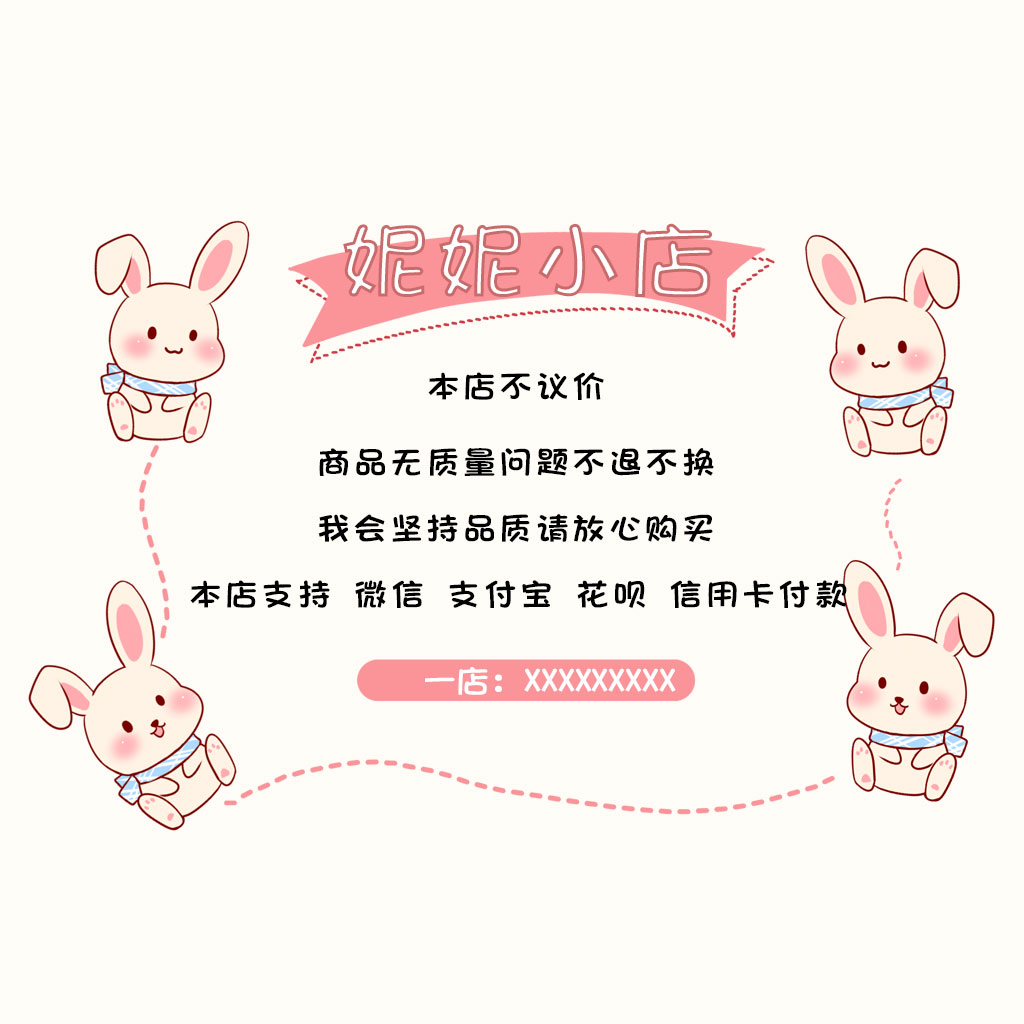 妮妮小店
本店不议价
商品无质量问题不退不换
我会坚持品质请放心购买
本店支持 微信 支付宝 花呗 信用卡付款
一店：XXXXXXXXX